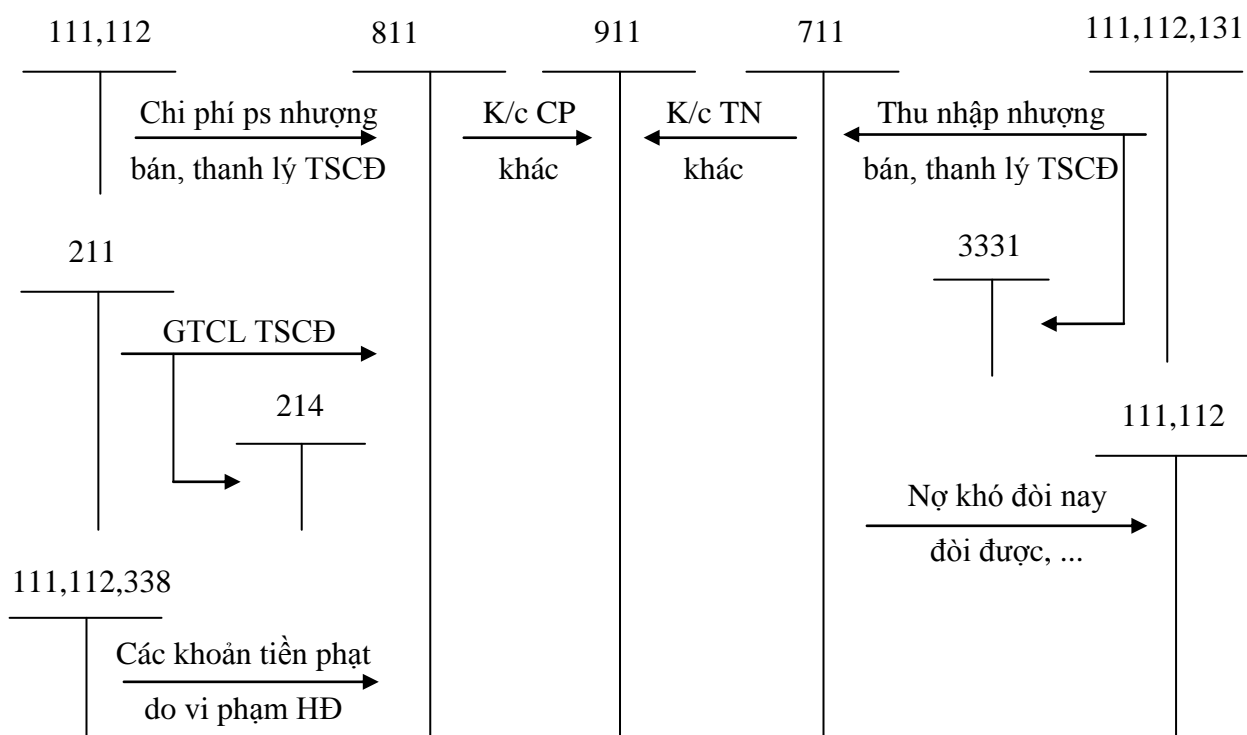 111,112
811
911
711
111,112,131
Chi phí ps nhượng
bán, thanh lý TSCĐ
K/c CP
khác
K/c TN
khác
Thu nhập nhượng
bán, thanh lý TSCĐ
211
3331
GTCL TSCĐ
214
111,112
Nợ khó đòi nay
đòi được, ...
111,112,338
Các khoản tiền phạt
do vi phạm HĐ